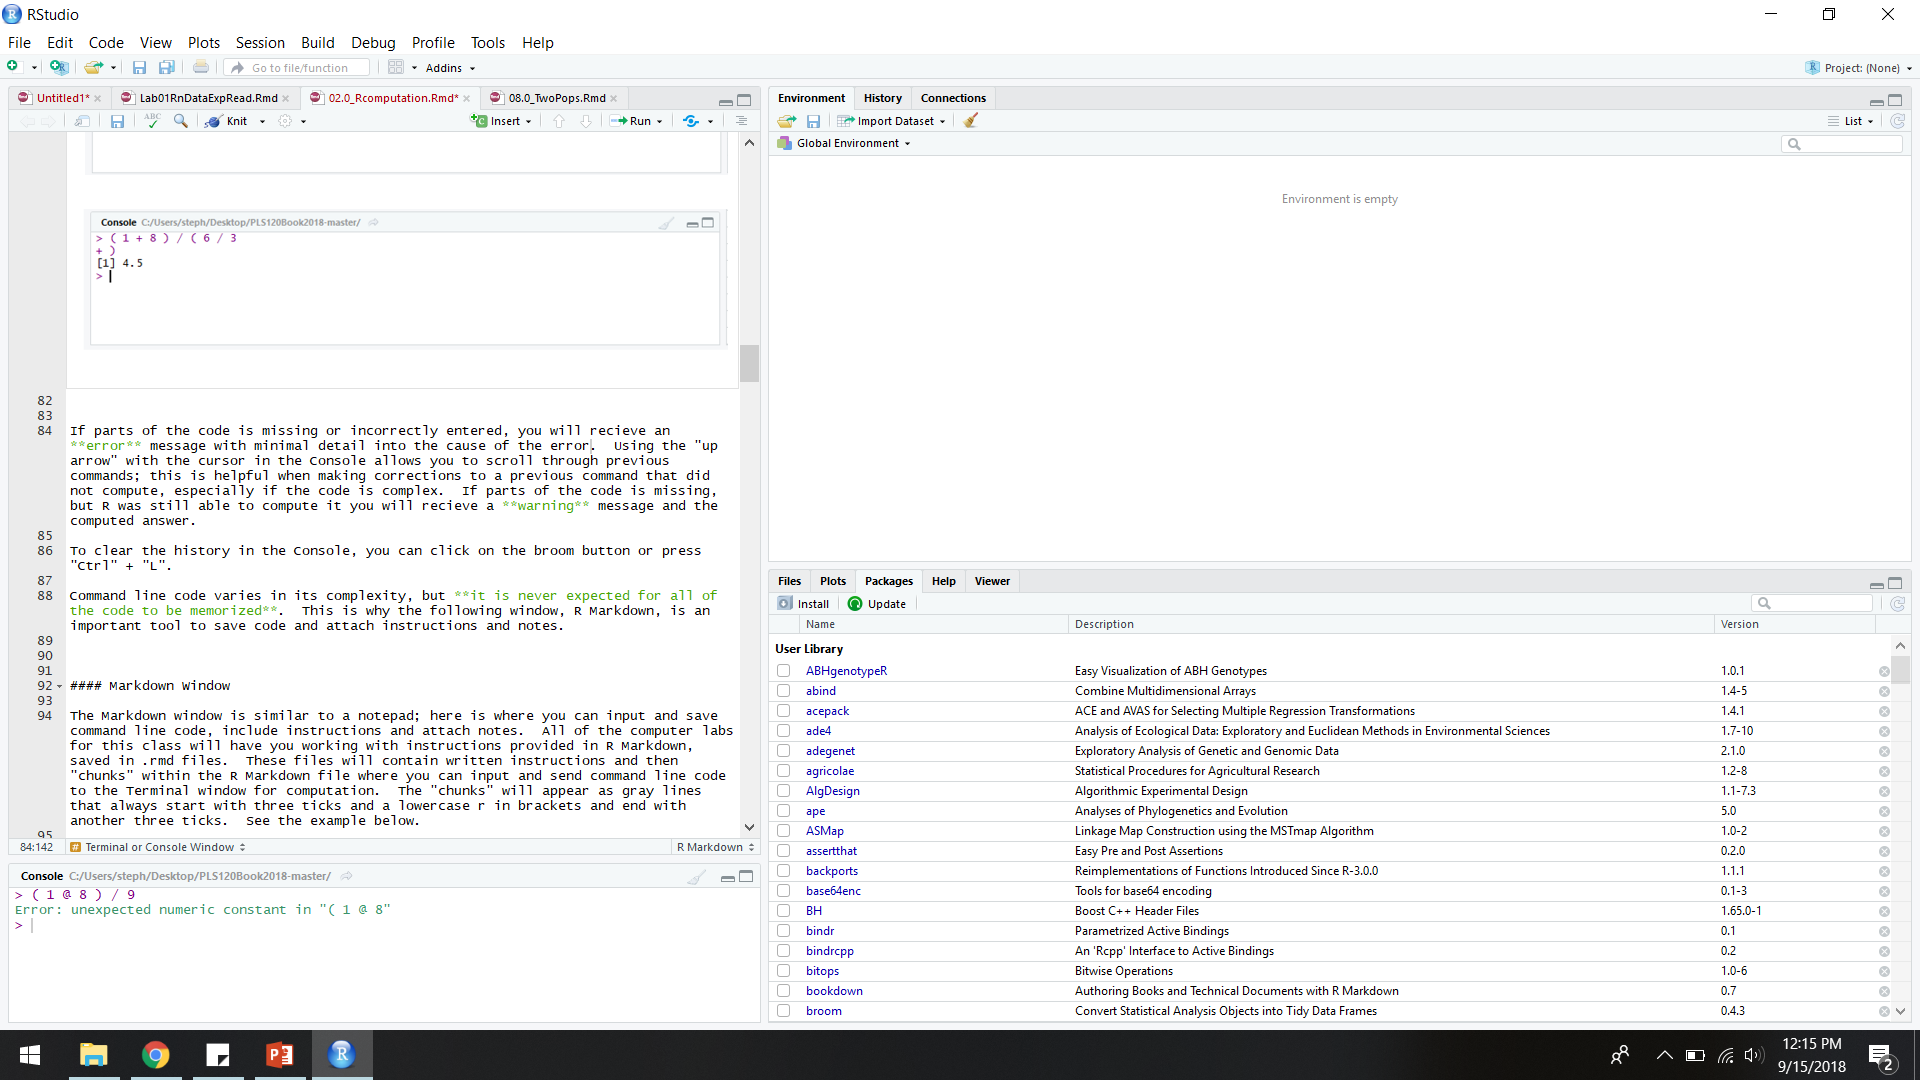 RStudio
File Edit Code View Plots Session Build Debug Profile Tools Help
Go to file/function Addins Project: (None)
Untitled1* Lab01RnDataExpRead.Rmd 02.0_Rcomputation.Rmd* 08.0_TwoPops.Rmd
ABC Knit Insert Run
Console C:/Users/steph/Desktop/PLS120Book2018-master/
> ( 1 + 8 ) / ( 6 / 3
+ )
[1] 4.5
>
82
83
84 If parts of the code is missing or incorrectly entered, you will recieve an
**error** message with minimal detail into the cause of the error.  Using the "up
arrow" with the cursor in the Console allows you to scroll through previous
commands; this is helpful when making corrections to a previous command that did
not compute, especially if the code is complex.  If parts of the code is missing,
but R was still able to compute it you will recieve a **warning** message and the
computed answer.
85
86 To clear the history in the Console, you can click on the broom button or press
"Ctrl" + "L".
87
88 Command line code varies in its complexity, but **it is never expected for all of
the code to be memorized**.  This is why the following window, R Markdown, is an
important tool to save code and attach instructions and notes.
89
90
91
92 #### Markdown Window
93
94 The Markdown window is similar to a notepad; here is where you can input and save
command line code, include instructions and attach notes.  All of the computer labs
for this class will have you working with instructions provided in R Markdown,
saved in .rmd files.  These files will contain written instructions and then
"chunks" within the R Markdown file where you can input and send command line code
to the Terminal window for computation.  The "chunks" will appear as gray lines
that always start with three ticks and a lowercase r in brackets and end with
another three ticks.  See the example below.
95
84:142 # Terminal or Console Window R Markdown
Console C:/Users/steph/Desktop/PLS120Book2018-master/
> ( 1 @ 8 ) / 9
Error: unexpected numeric constant in "( 1 @ 8"
>
Environment History Connections
Import Dataset List
Global Environment
Environment is empty
Files Plots Packages Help Viewer
Install Update
Name Description Version
User Library
ABHgenotypeR Easy Visualization of ABH Genotypes 1.0.1
abind Combine Multidimensional Arrays 1.4-5
acepack ACE and AVAS for Selecting Multiple Regression Transformations 1.4.1
ade4 Analysis of Ecological Data: Exploratory and Euclidean Methods in Environmental Sciences 1.7-10
adegenet Exploratory Analysis of Genetic and Genomic Data 2.1.0
agricolae Statistical Procedures for Agricultural Research 1.2-8
AlgDesign Algorithmic Experimental Design 1.1-7.3
ape Analyses of Phylogenetics and Evolution 5.0
ASMap Linkage Map Construction using the MSTmap Algorithm 1.0-2
assertthat Easy Pre and Post Assertions 0.2.0
backports Reimplementations of Functions Introduced Since R-3.0.0 1.1.1
base64enc Tools for base64 encoding 0.1-3
BH Boost C++ Header Files 1.65.0-1
bindr Parametrized Active Bindings 0.1
bindrcpp An 'Rcpp' Interface to Active Bindings 0.2
bitops Bitwise Operations 1.0-6
bookdown Authoring Books and Technical Documents with R Markdown 0.7
broom Convert Statistical Analysis Objects into Tidy Data Frames 0.4.3
12:15 PM
9/15/2018
2